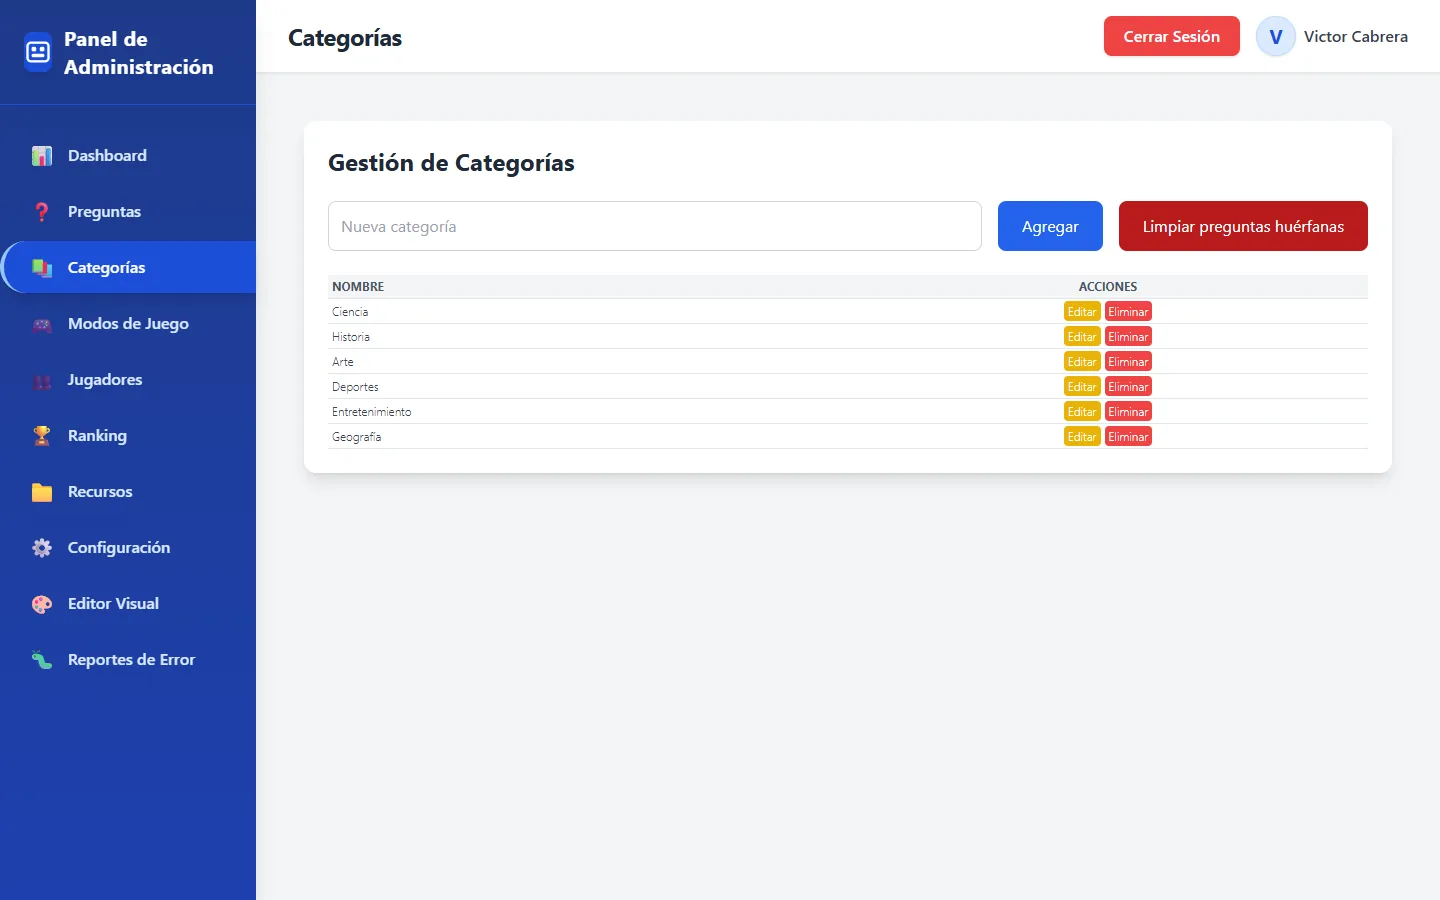 Panel de
Administración
Categorías
Cerrar Sesión
V
Victor Cabrera
Dashboard
Preguntas
Categorías
Modos de Juego
Jugadores
Ranking
Recursos
Configuración
Editor Visual
Reportes de Error
Gestión de Categorías
Nueva categoría
Agregar
Limpiar preguntas huérfanas
NOMBRE ACCIONES
Ciencia Editar Eliminar
Historia Editar Eliminar
Arte Editar Eliminar
Deportes Editar Eliminar
Entretenimiento Editar Eliminar
Geografía Editar Eliminar